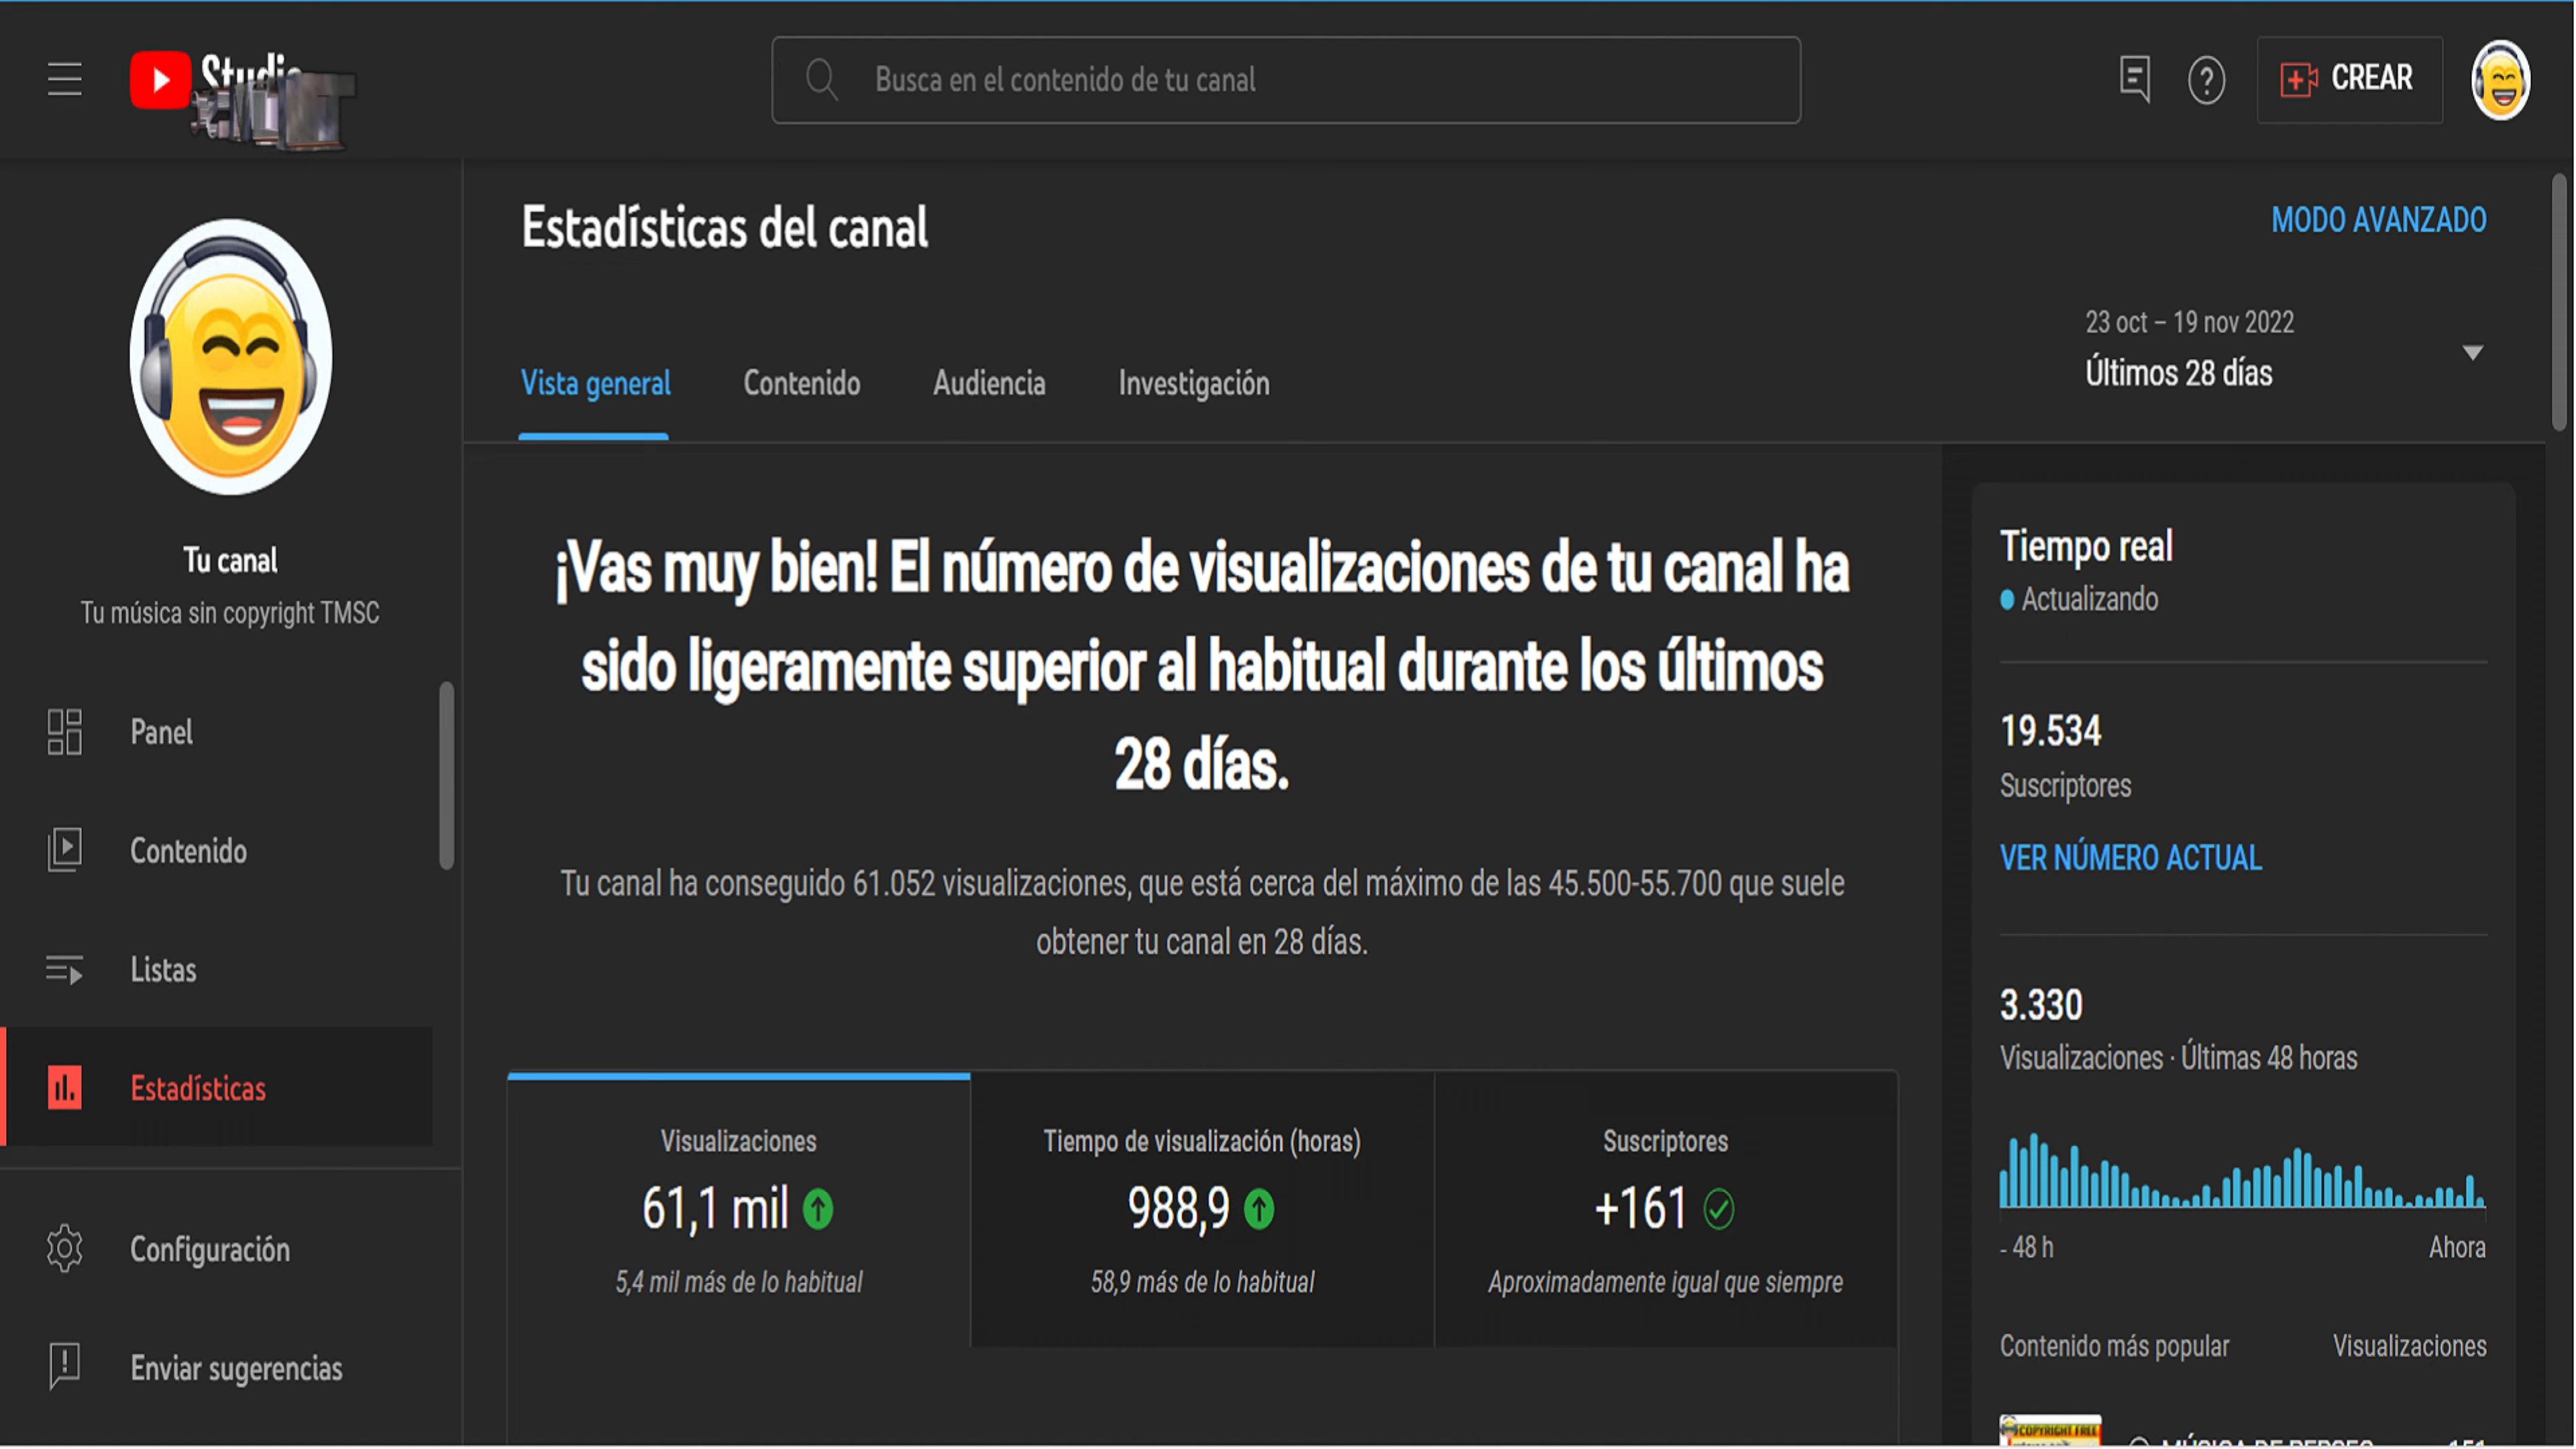 Studio
Busca en el contenido de tu canal
CREAR
Tu canal
Tu música sin copyright TMSC
Panel
Contenido
Listas
Estadísticas
Configuración
Enviar sugerencias
Estadísticas del canal
MODO AVANZADO
Vista general Contenido Audiencia Investigación
23 oct – 19 nov 2022
Últimos 28 días
¡Vas muy bien! El número de visualizaciones de tu canal ha
sido ligeramente superior al habitual durante los últimos
28 días.
Tu canal ha conseguido 61.052 visualizaciones, que está cerca del máximo de las 45.500-55.700 que suele
obtener tu canal en 28 días.
Visualizaciones
61,1 mil
5,4 mil más de lo habitual
Tiempo de visualización (horas)
988,9
58,9 más de lo habitual
Suscriptores
+161
Aproximadamente igual que siempre
Tiempo real
Actualizando
19.534
Suscriptores
VER NÚMERO ACTUAL
3.330
Visualizaciones · Últimas 48 horas
- 48 h Ahora
Contenido más popular Visualizaciones
COPYRIGHT FREE
MÚSICA DE